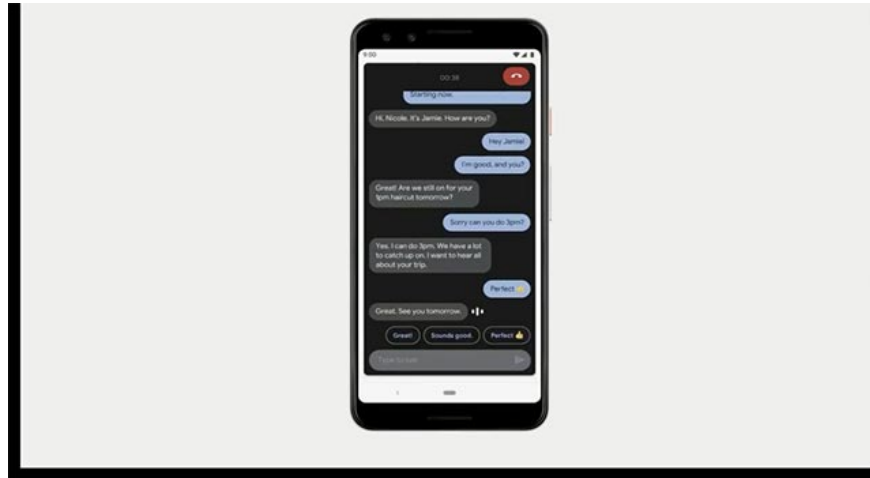 9:00
00:38
Starting now.
Hi, Nicole. It's Jamie. How are you?
Hey Jamie!
I'm good, and you?
Great! Are we still on for your
1pm haircut tomorrow?
Sorry can you do 3pm?
Yes. I can do 3pm. We have a lot
to catch up on. I want to hear all
about your trip.
Perfect 👍
Great. See you tomorrow.
Great! Sounds good. Perfect 👍